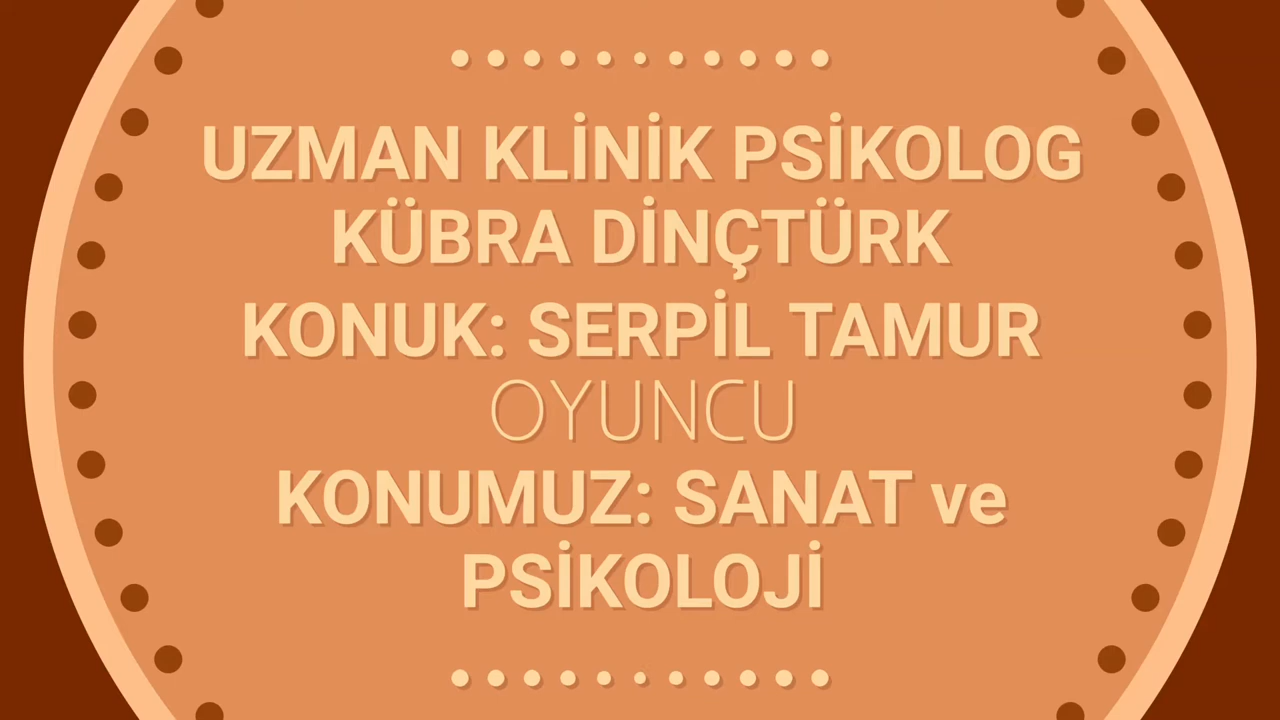 UZMAN KLİNİK PSİKOLOG
KÜBRA DİNÇTÜRK
KONUK: SERPİL TAMUR
OYUNCU
KONUMUZ: SANAT ve
PSİKOLOJİ